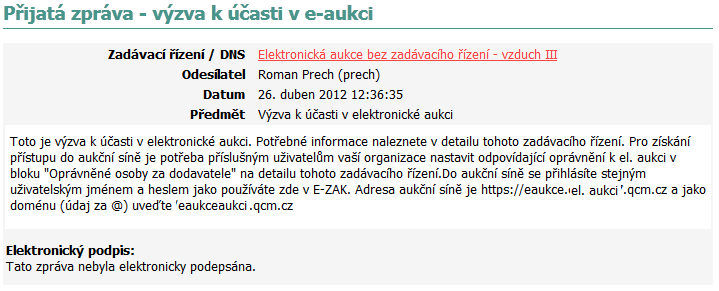 Přijatá zpráva - výzva k účasti v e-aukci
Zadávací řízení / DNS Elektronická aukce bez zadávacího řízení - vzduch III
Odesílatel Roman Prech (prech)
Datum 26. duben 2012 12:36:35
Předmět Výzva k účasti v elektronické aukci
Toto je výzva k účasti v elektronické aukci. Potřebné informace naleznete v detailu tohoto zadávacího řízení. Pro získání
přístupu do aukční síně je potřeba příslušným uživatelům vaší organizace nastavit odpovídající oprávnění k el. aukci v
bloku "Oprávněné osoby za dodavatele" na detailu tohoto zadávacího řízení.Do aukční síně se přihlásíte stejným
uživatelským jménem a heslem jako používáte zde v E-ZAK. Adresa aukční síně je https://eaukce.el. aukci'.qcm.cz a jako
doménu (údaj za @) uveďte 'eaukceaukci.qcm.cz
Elektronický podpis:
Tato zpráva nebyla elektronicky podepsána.